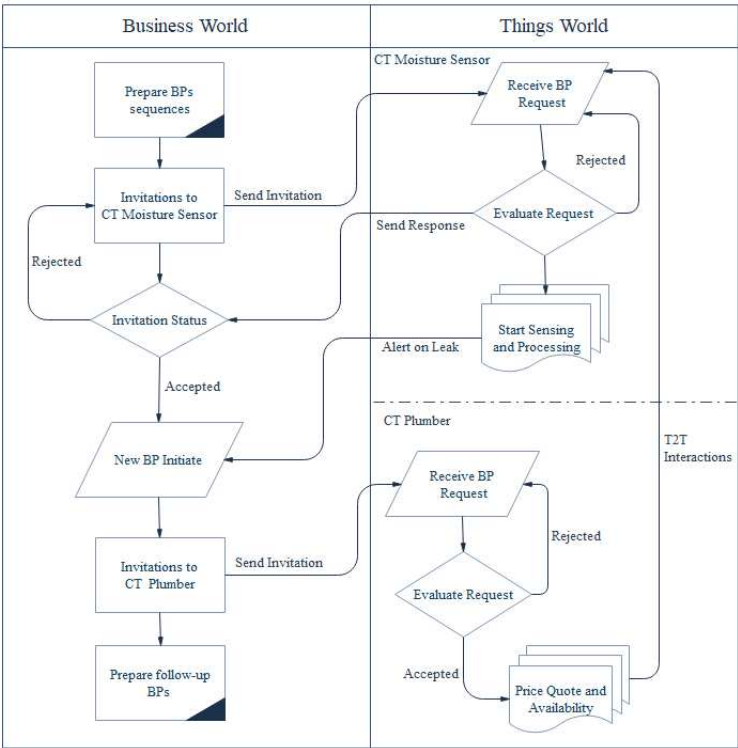 Business World
Things World
CT Moisture Sensor
Prepare BPs
sequences
Receive BP
Request
Rejected
Invitations to
CT Moisture Sensor
Send Invitation
Evaluate Request
Send Response
Rejected
Invitation Status
Start Sensing
and Processing
Alert on Leak
Accepted
CT Plumber
T2T
Interactions
New BP Initiate
Receive BP
Request
Rejected
Invitations to
CT Plumber
Send Invitation
Evaluate Request
Accepted
Prepare follow-up
BPs
Price Quote and
Availability